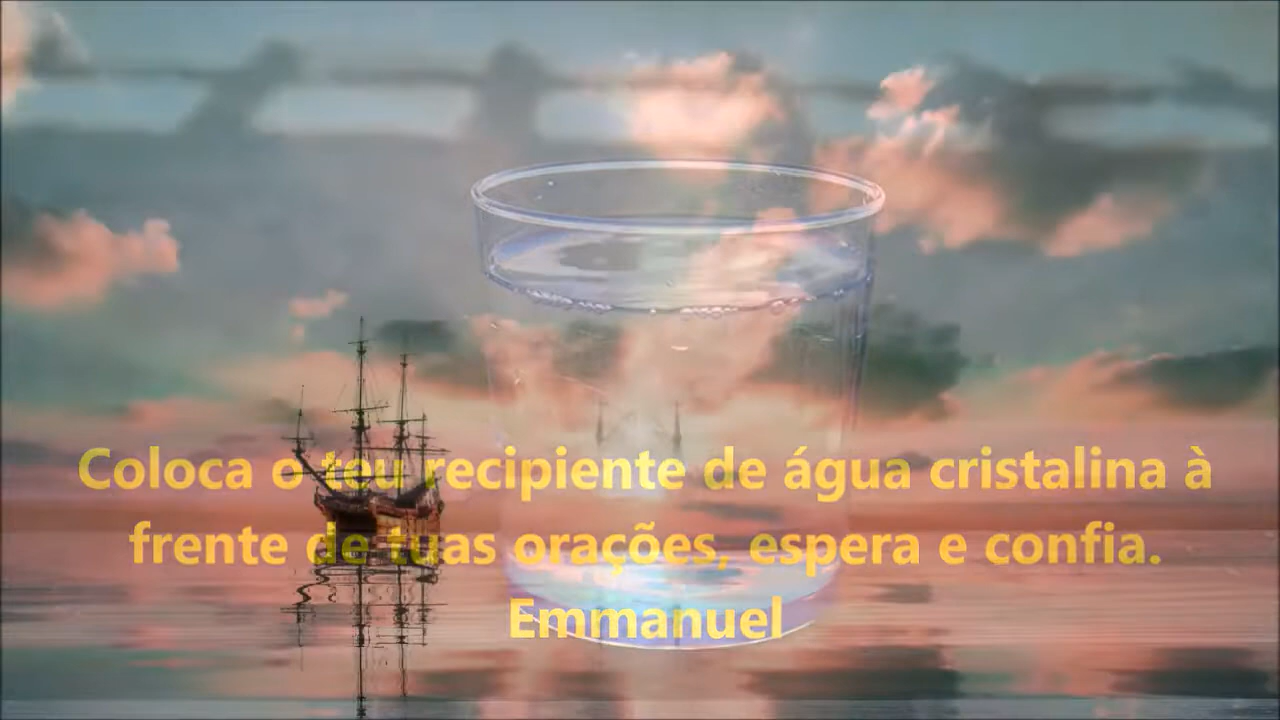 Coloca o teu recipiente de água cristalina à
frente de tuas orações, espera e confia.
Emmanuel